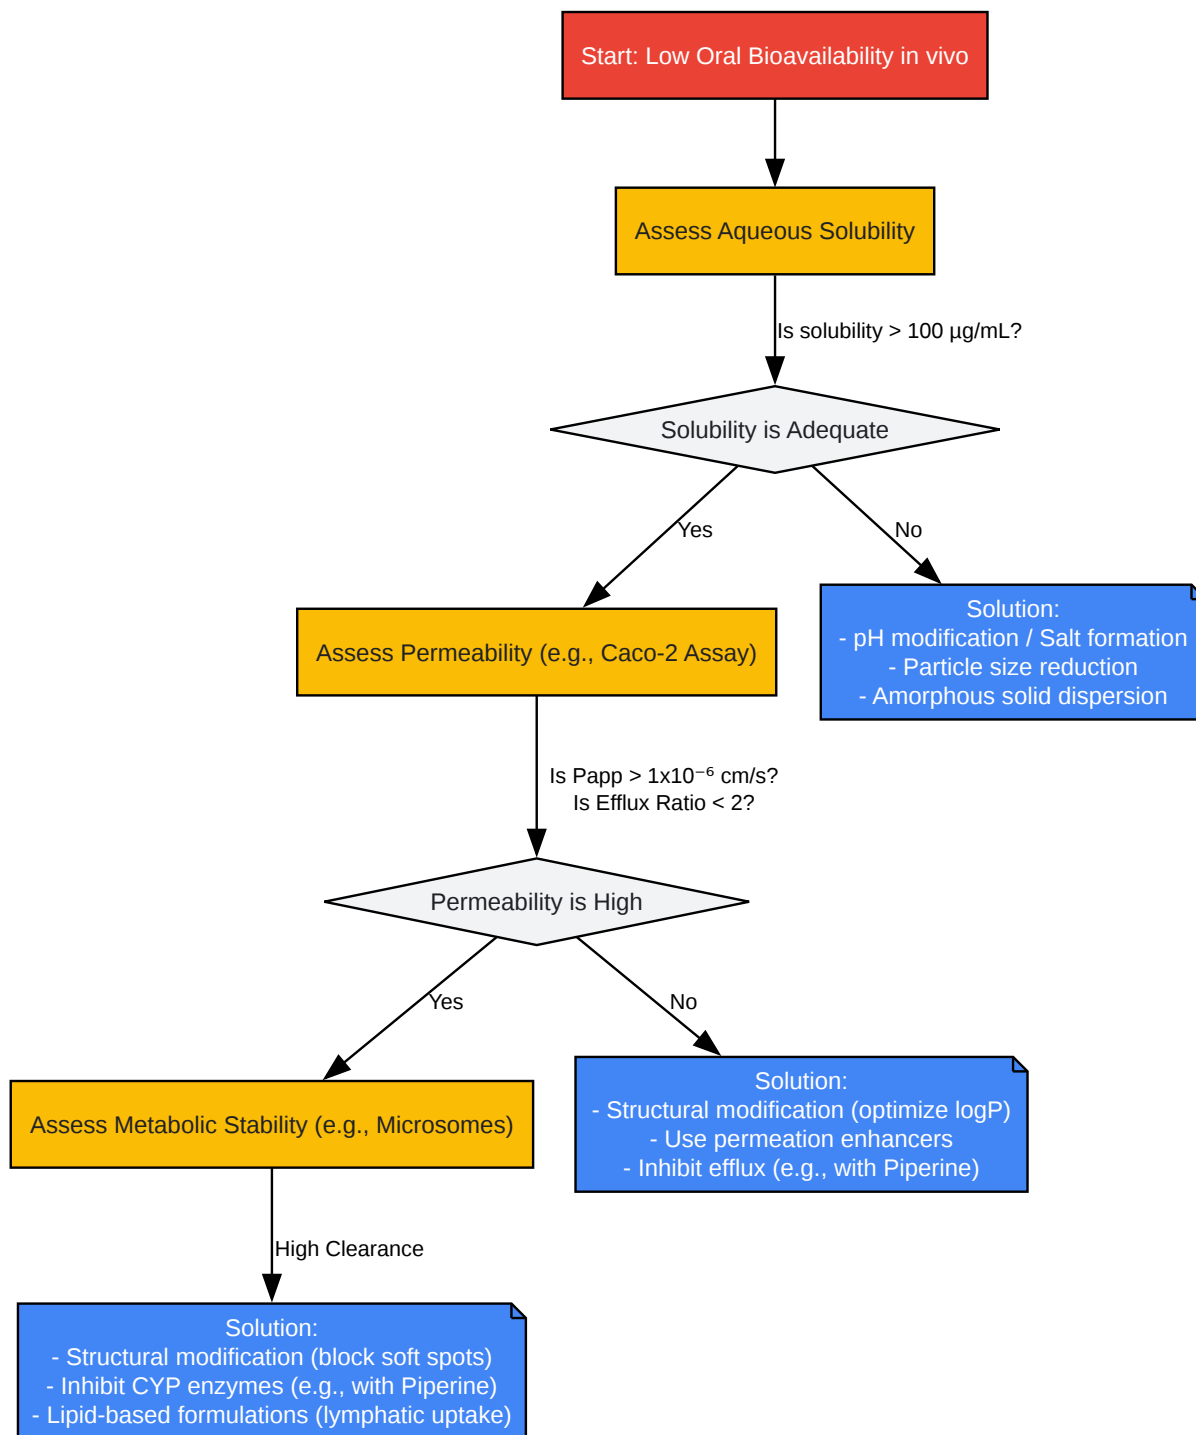 Start: Low Oral Bioavailability in vivo
Assess Aqueous Solubility
Is solubility > 100 µg/mL?
Solubility is Adequate
Yes
No
Solution:
- pH modification / Salt formation
- Particle size reduction
- Amorphous solid dispersion
Assess Permeability (e.g., Caco-2 Assay)
Is Papp > 1x10⁻⁶ cm/s?
Is Efflux Ratio < 2?
Permeability is High
Yes
No
Solution:
- Structural modification (optimize logP)
- Use permeation enhancers
- Inhibit efflux (e.g., with Piperine)
Assess Metabolic Stability (e.g., Microsomes)
High Clearance
Solution:
- Structural modification (block soft spots)
- Inhibit CYP enzymes (e.g., with Piperine)
- Lipid-based formulations (lymphatic uptake)